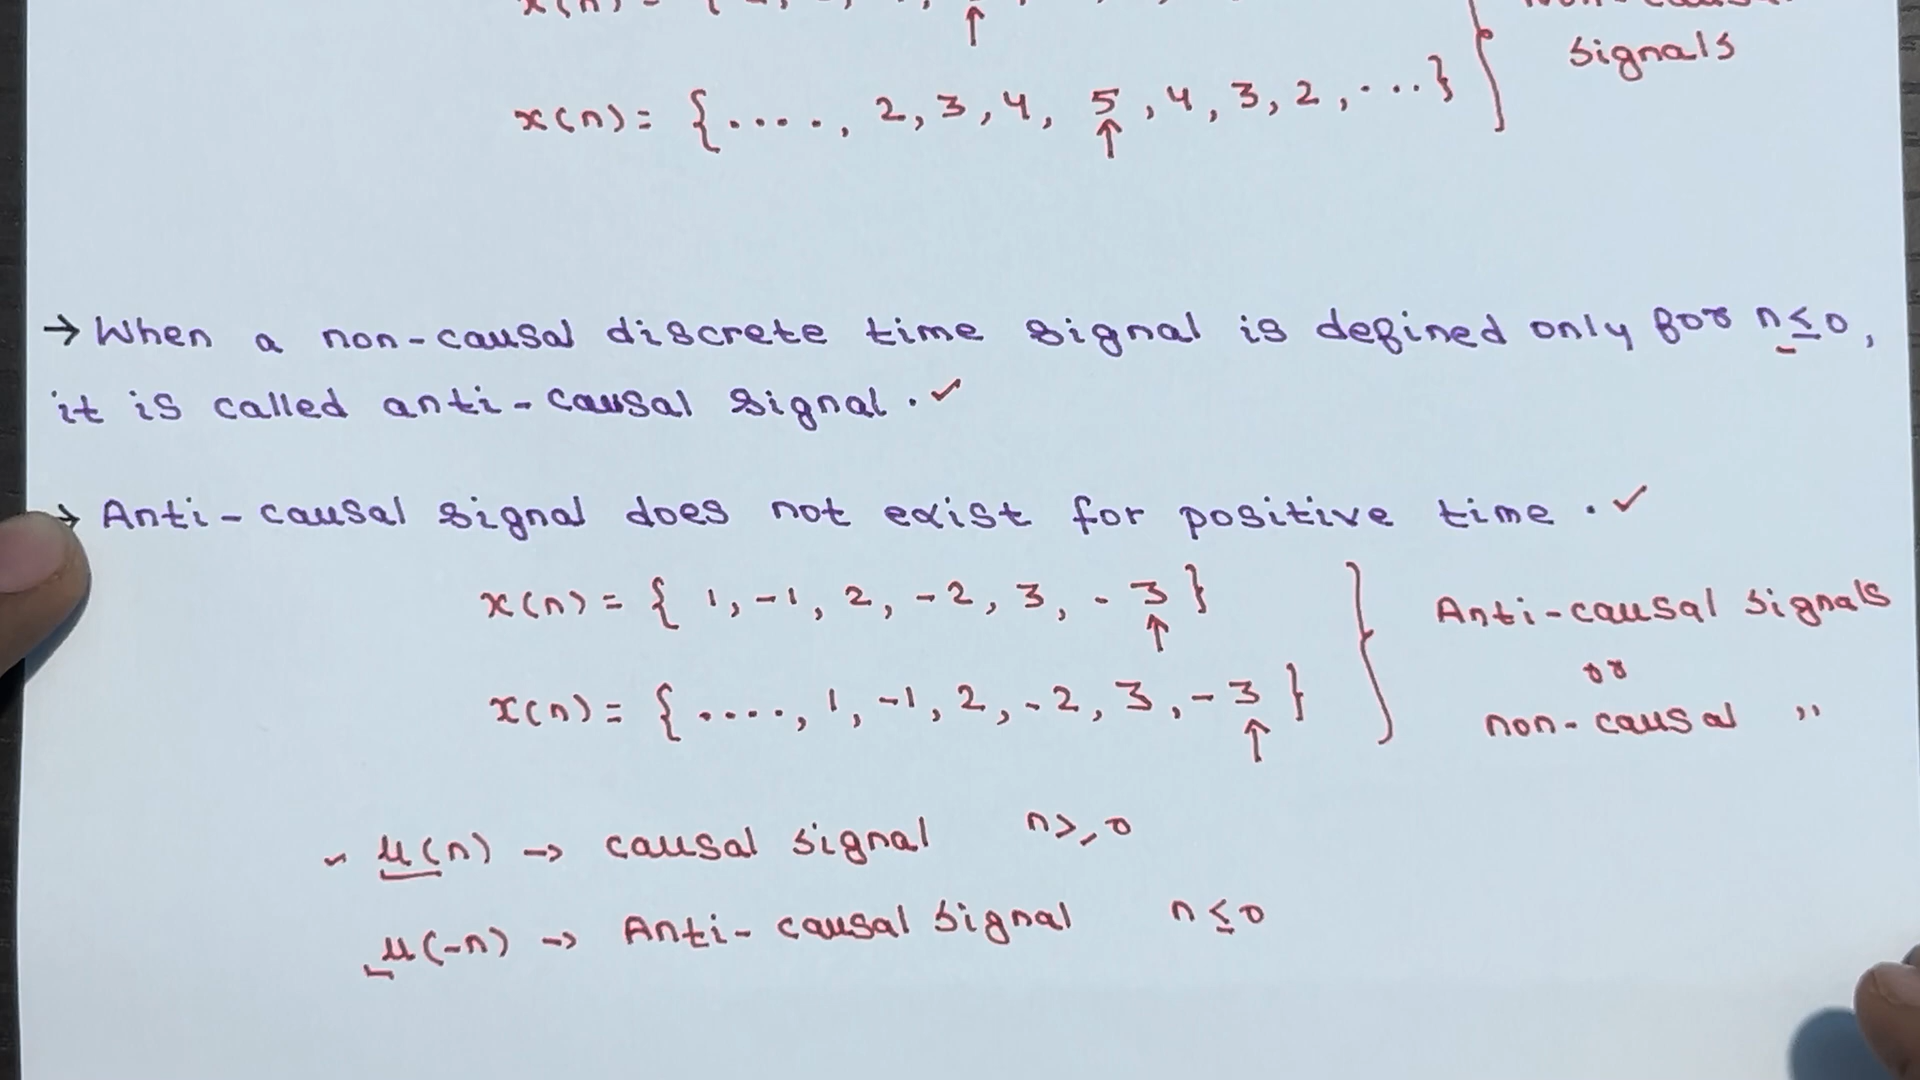 signals
x(n) = {...., 2, 3, 4, 5, 4, 3, 2, ...}
↑
→ When a non-causal discrete time signal is defined only for n≤0,
it is called anti-causal signal. ✓
→ Anti-causal signal does not exist for positive time. ✓
x(n) = { 1, -1, 2, -2, 3, -3 }
↑
Anti-causal signals
or
non-causal "
x(n) = {...., 1, -1, 2, -2, 3, -3 }
↑
μ(n) → causal signal n≥0
μ(-n) → Anti-causal signal n≤0